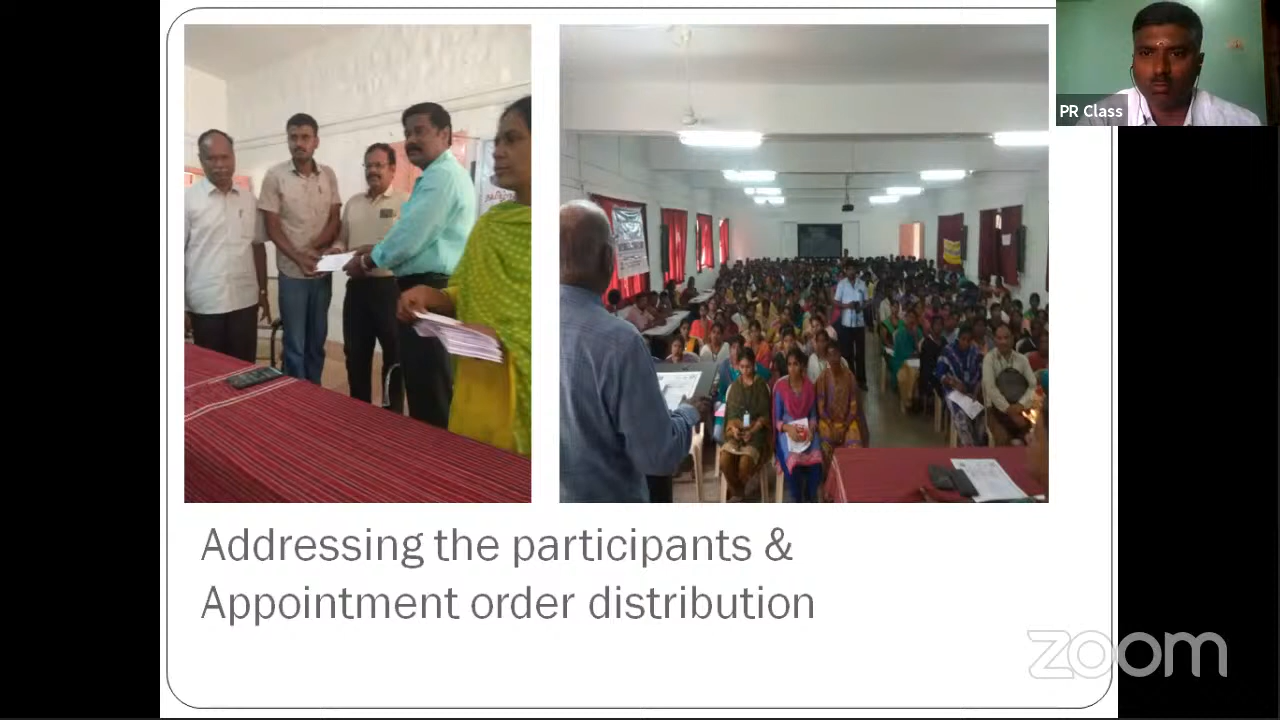 PR Class
Addressing the participants &
Appointment order distribution
zoom